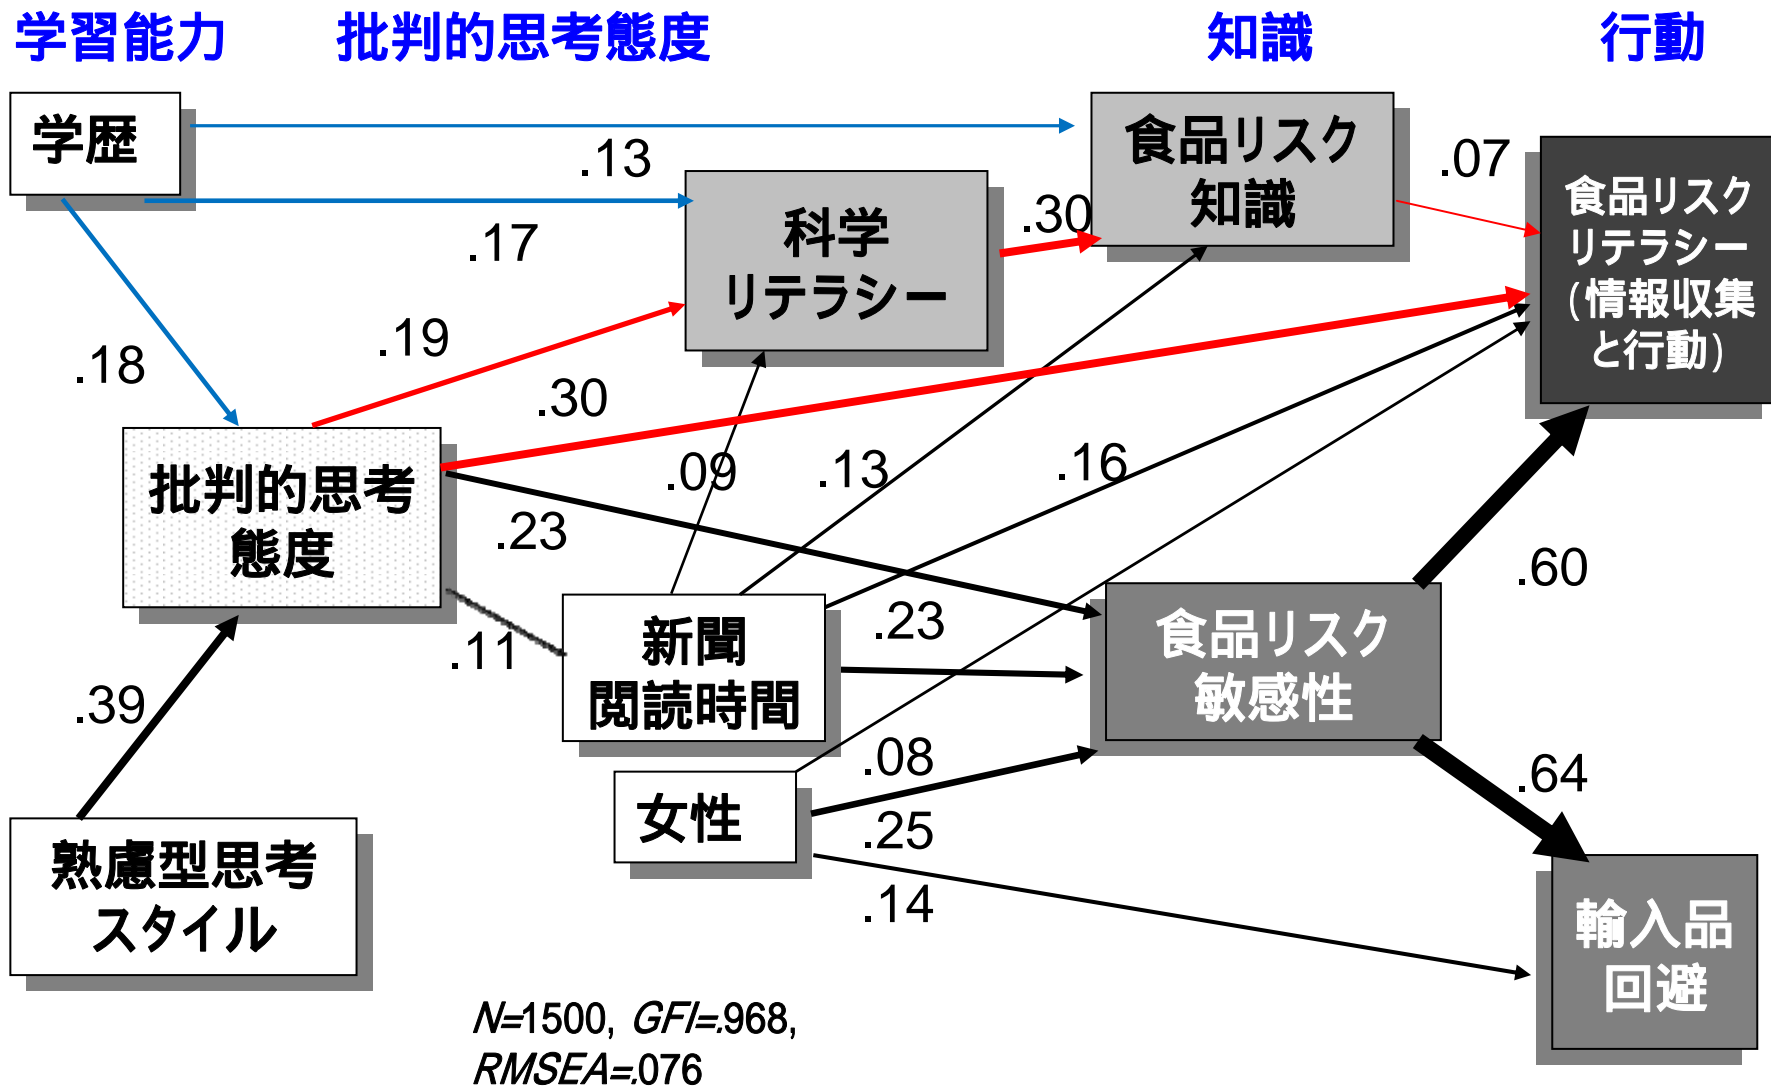 学習能力 批判的思考態度 知識 行動
学歴
.13
.17
.18
.19
科学
リテラシー
.30
食品リスク
知識
.07
食品リスク
リテラシー
(情報収集
と行動)
批判的思考
態度
.30
.23
.11
.09
.13
.16
.39
新聞
閲読時間
.23
.08
食品リスク
敏感性
.60
.64
女性
.25
.14
熟慮型思考
スタイル
輸入品
回避
N=1500, GFI=.968,
RMSEA=.076